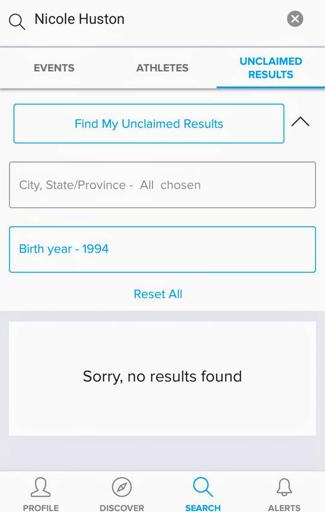 Nicole Huston
EVENTS
ATHLETES
UNCLAIMED
RESULTS
Find My Unclaimed Results
City, State/Province -  All  chosen
Birth year - 1994
Reset All
Sorry, no results found
PROFILE
DISCOVER
SEARCH
ALERTS